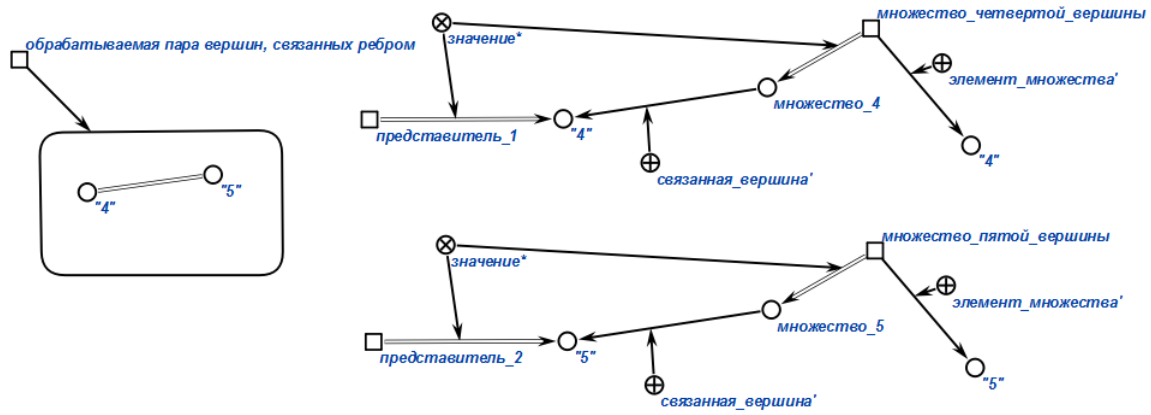 множество_четвертой_вершины
значение*
обрабатываемая пара вершин, связанных ребром
элемент_множества'
множество_4
представитель_1
"4"
"4"
связанная_вершина'
"5"
"4"
множество_пятой_вершины
значение*
элемент_множества'
множество_5
представитель_2
"5"
"5"
связанная_вершина'